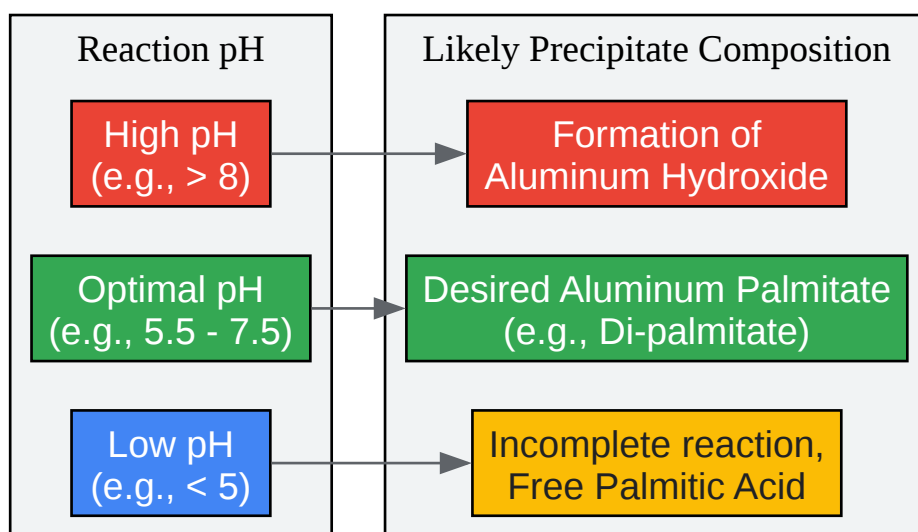 Reaction pH
Likely Precipitate Composition
High pH
(e.g., > 8)
Formation of
Aluminum Hydroxide
Optimal pH
(e.g., 5.5 - 7.5)
Desired Aluminum Palmitate
(e.g., Di-palmitate)
Low pH
(e.g., < 5)
Incomplete reaction,
Free Palmitic Acid